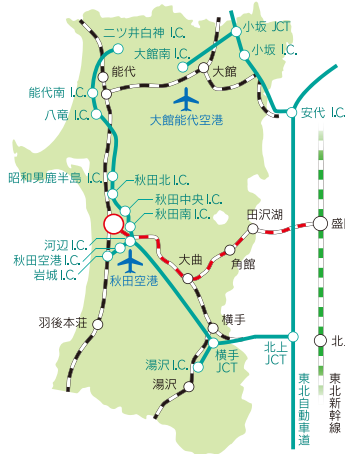 二ツ井白神 I.C.
小坂 JCT
大館南 I.C.
小坂 I.C.
能代
大館
能代南 I.C.
八竜 I.C.
大館能代空港
安代 I.C.
昭和男鹿半島 I.C.
秋田北 I.C.
秋田中央 I.C.
秋田南 I.C.
田沢湖
盛
河辺 I.C.
秋田空港 I.C.
岩城 I.C.
秋田空港
角館
大曲
羽後本荘
横手
北上
JCT
北
横手
JCT
湯沢 I.C.
湯沢
東北自動車道
東北新幹線